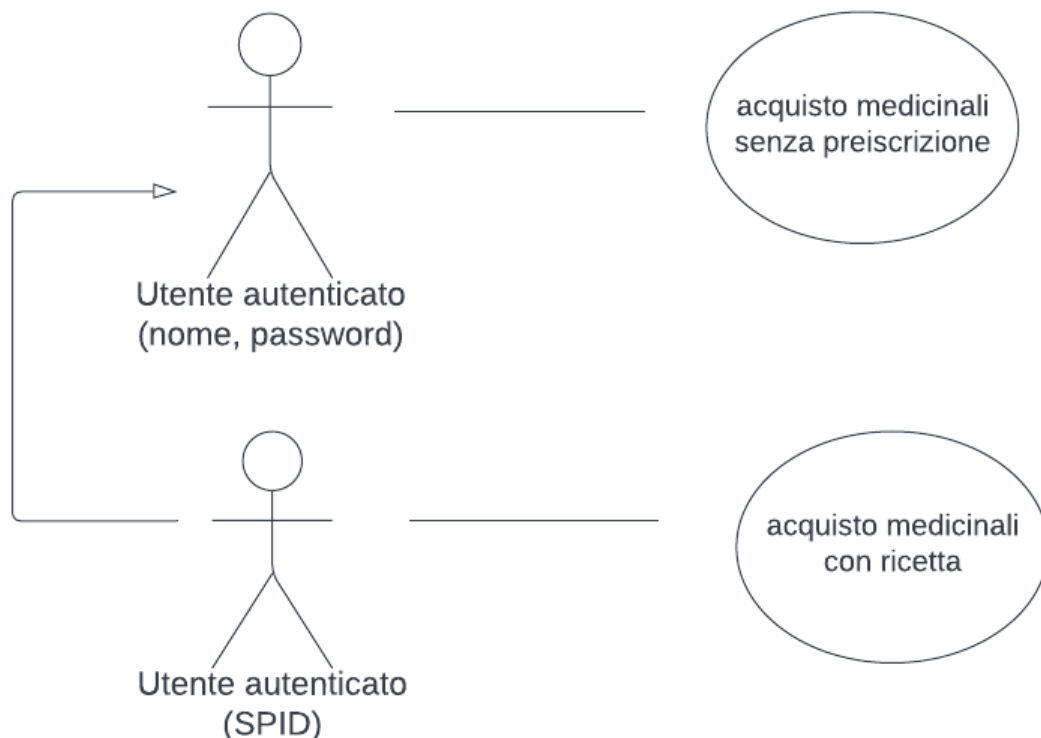 acquisto medicinali
senza preiscrizione
Utente autenticato
(nome, password)
acquisto medicinali
con ricetta
Utente autenticato
(SPID)